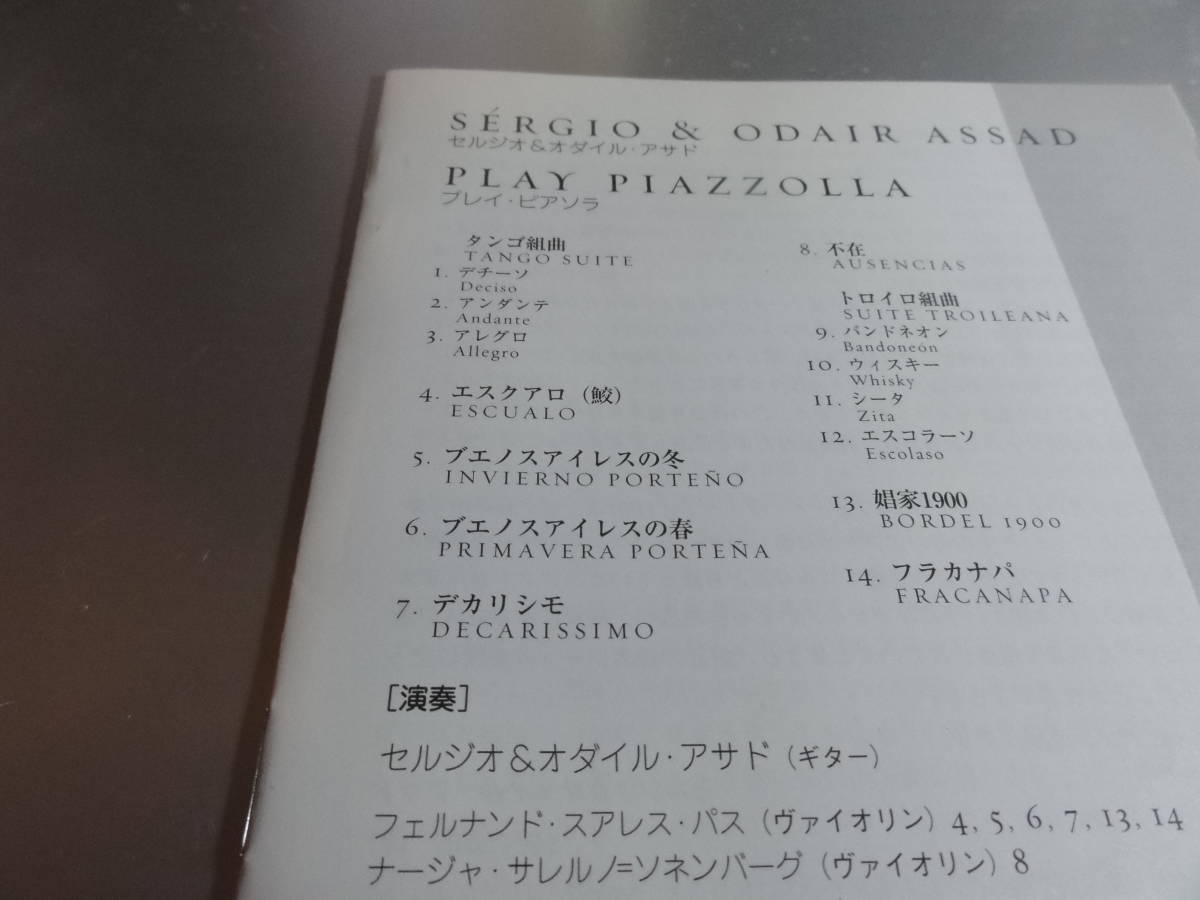 SÉRGIO & ODAIR ASSAD
セルジオ&オダイル・アサド
PLAY PIAZZOLLA
プレイ・ピアソラ
タンゴ組曲
TANGO SUITE
1. デチーソ
Deciso
2. アンダンテ
Andante
3. アレグロ
Allegro
4. エスクアロ（鮫）
ESCUALO
5. ブエノスアイレスの冬
INVIERNO PORTEÑO
6. ブエノスアイレスの春
PRIMAVERA PORTEÑA
7. デカリシモ
DECARISSIMO
8. 不在
AUSENCIAS
トロイロ組曲
SUITE TROILEANA
9. バンドネオン
Bandoneón
10. ウィスキー
Whisky
11. シータ
Zita
12. エスコラーソ
Escolaso
13. 娼家1900
BORDEL 1900
14. フラカナパ
FRACANAPA
［演奏］
セルジオ&オダイル・アサド（ギター）
フェルナンド・スアレス・パス（ヴァイオリン）4, 5, 6, 7, 13, 14
ナージャ・サレルノ=ソネンバーグ（ヴァイオリン）8